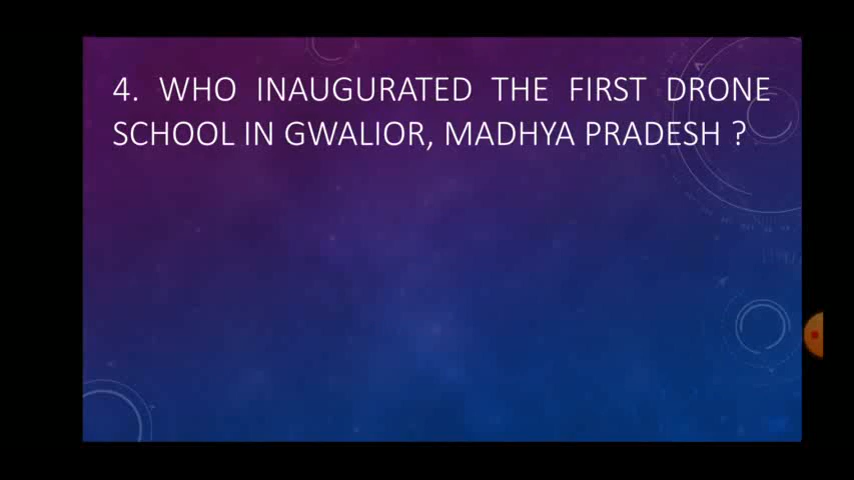 4. WHO INAUGURATED THE FIRST DRONE
SCHOOL IN GWALIOR, MADHYA PRADESH ?